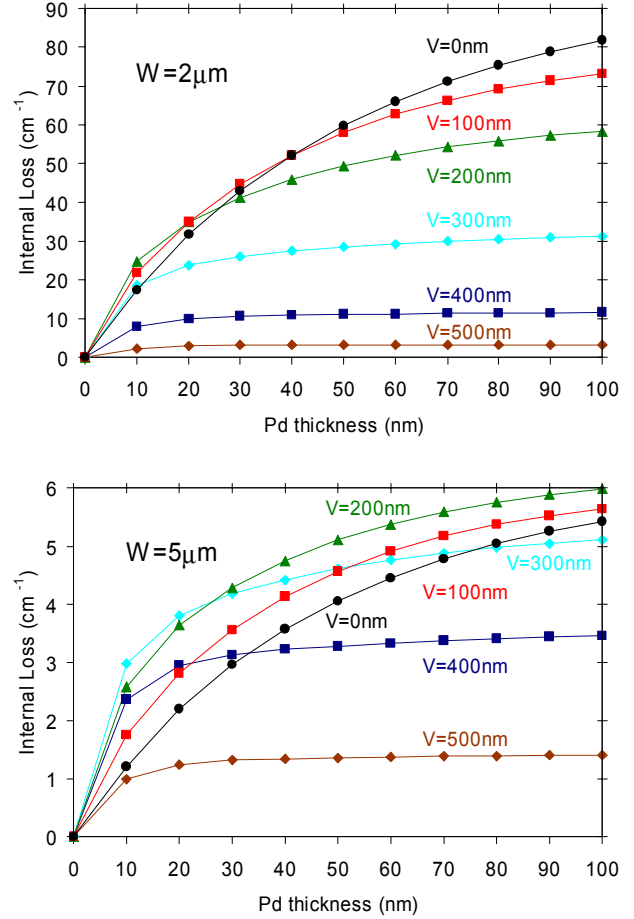 90
80
70
60
50
40
30
20
10
0
Internal Loss (cm⁻¹)
W=2μm
V=0nm
V=100nm
V=200nm
V=300nm
V=400nm
V=500nm
0 10 20 30 40 50 60 70 80 90 100
Pd thickness (nm)
6
5
4
3
2
1
0
Internal Loss (cm⁻¹)
W=5μm
V=200nm
V=300nm
V=100nm
V=0nm
V=400nm
V=500nm
0 10 20 30 40 50 60 70 80 90 100
Pd thickness (nm)